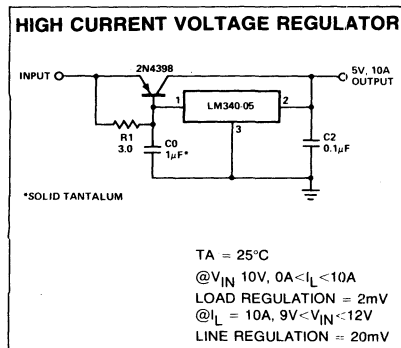 HIGH CURRENT VOLTAGE REGULATOR
2N4398
INPUT
5V, 10A
OUTPUT
1
LM340-05
2
3
R1
3.0
C0
1μF*
C2
0.1μF
*SOLID TANTALUM
TA = 25°C
@VIN 10V, 0A<IL<10A
LOAD REGULATION = 2mV
@IL = 10A, 9V<VIN<12V
LINE REGULATION = 20mV